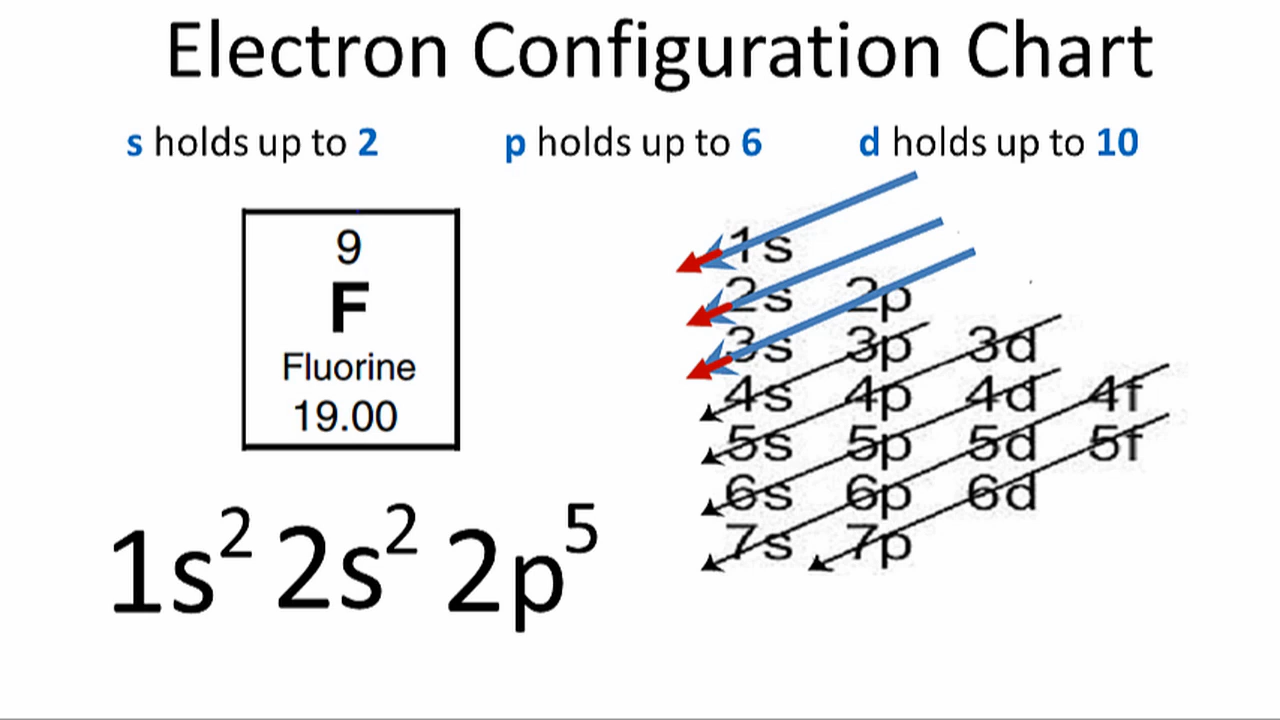 Electron Configuration Chart
s holds up to 2 p holds up to 6 d holds up to 10
9
F
Fluorine
19.00
1s² 2s² 2p⁵
1s
2s 2p
3s 3p 3d
4s 4p 4d 4f
5s 5p 5d 5f
6s 6p 6d
7s 7p